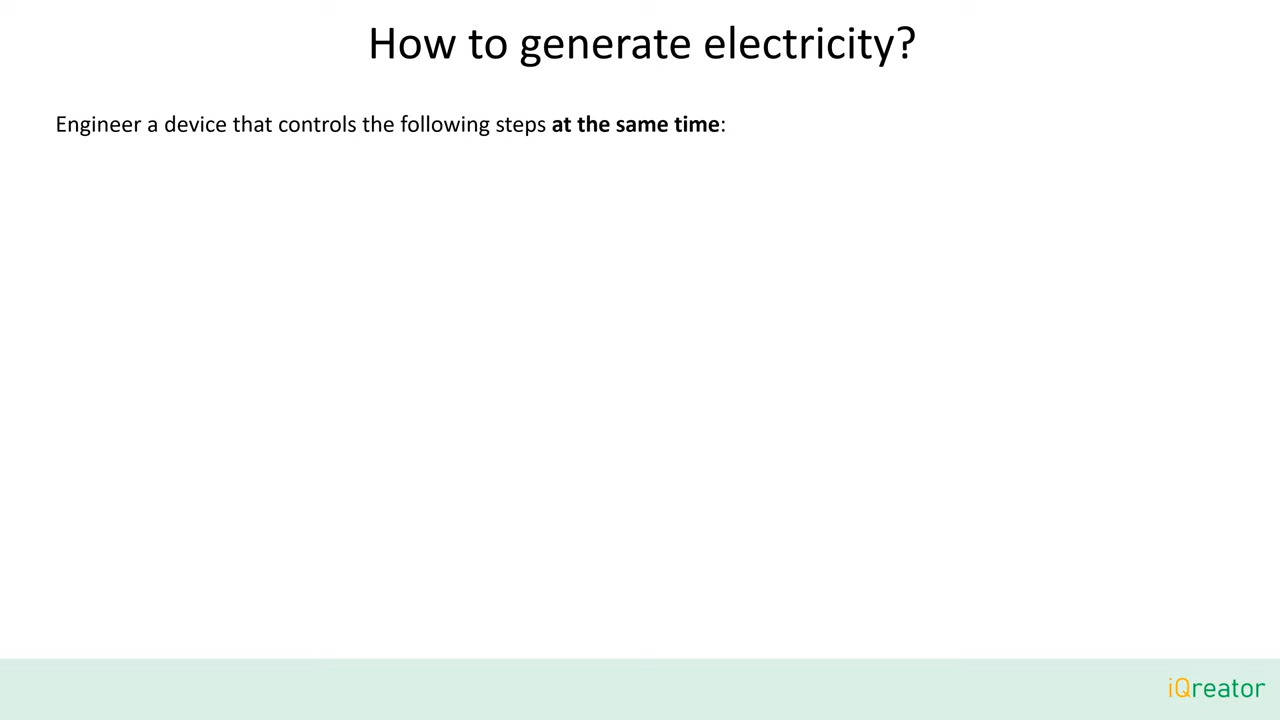 How to generate electricity?
Engineer a device that controls the following steps at the same time:
iQreator